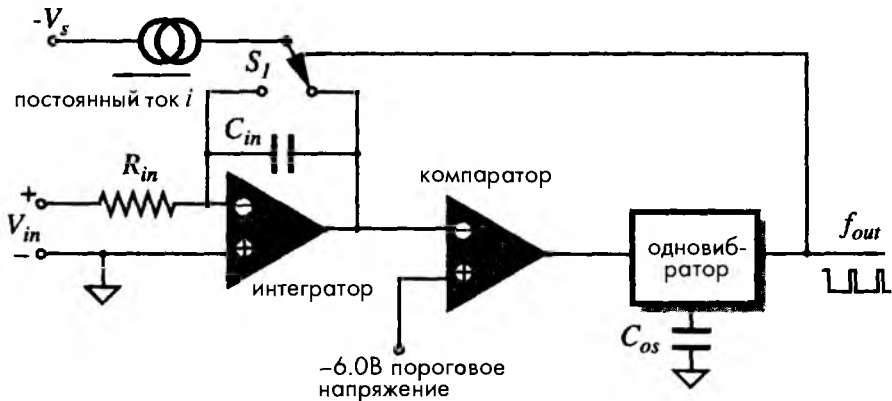 -Vs
S1
постоянный ток i
Cin
Rin
компаратор
+
Vin
−
одновиб-
ратор
fout
интегратор
Cos
−6.0В пороговое
напряжение